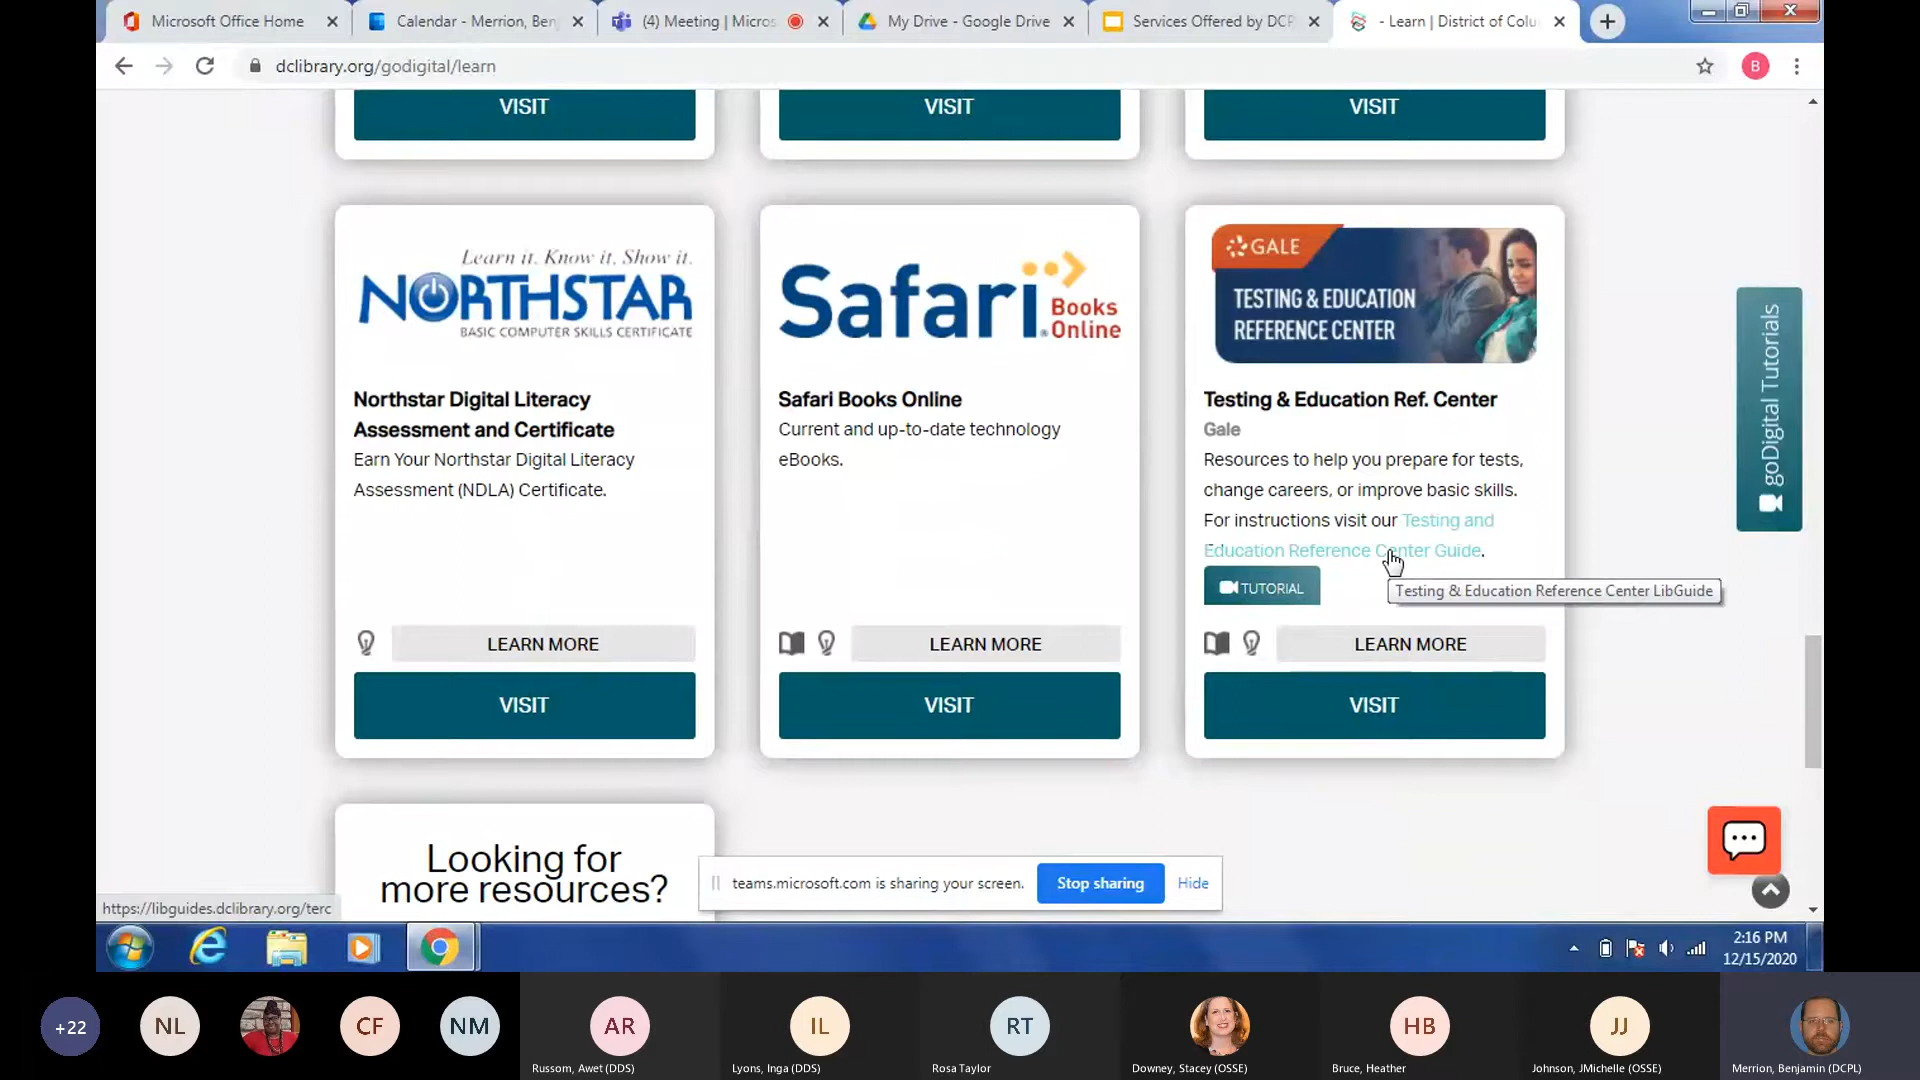 Microsoft Office Home
Calendar - Merrion, Ben
(4) Meeting | Micros
My Drive - Google Drive
Services Offered by DCP
- Learn | District of Colu
dclibrary.org/godigital/learn
B
VISIT
VISIT
VISIT
Learn it. Know it. Show it.
NORTHSTAR
BASIC COMPUTER SKILLS CERTIFICATE
Northstar Digital Literacy
Assessment and Certificate
Earn Your Northstar Digital Literacy
Assessment (NDLA) Certificate.
LEARN MORE
VISIT
Safari
Books
Online
Safari Books Online
Current and up-to-date technology
eBooks.
LEARN MORE
VISIT
GALE
TESTING & EDUCATION
REFERENCE CENTER
Testing & Education Ref. Center
Gale
Resources to help you prepare for tests,
change careers, or improve basic skills.
For instructions visit our Testing and
Education Reference Center Guide.
TUTORIAL
Testing & Education Reference Center LibGuide
LEARN MORE
VISIT
goDigital Tutorials
Looking for
more resources?
teams.microsoft.com is sharing your screen.
Stop sharing
Hide
https://libguides.dclibrary.org/terc
2:16 PM
12/15/2020
+22
NL
CF
NM
AR
Russom, Awet (DDS)
IL
Lyons, Inga (DDS)
RT
Rosa Taylor
Downey, Stacey (OSSE)
HB
Bruce, Heather
JJ
Johnson, JMichelle (OSSE)
Merrion, Benjamin (DCPL)